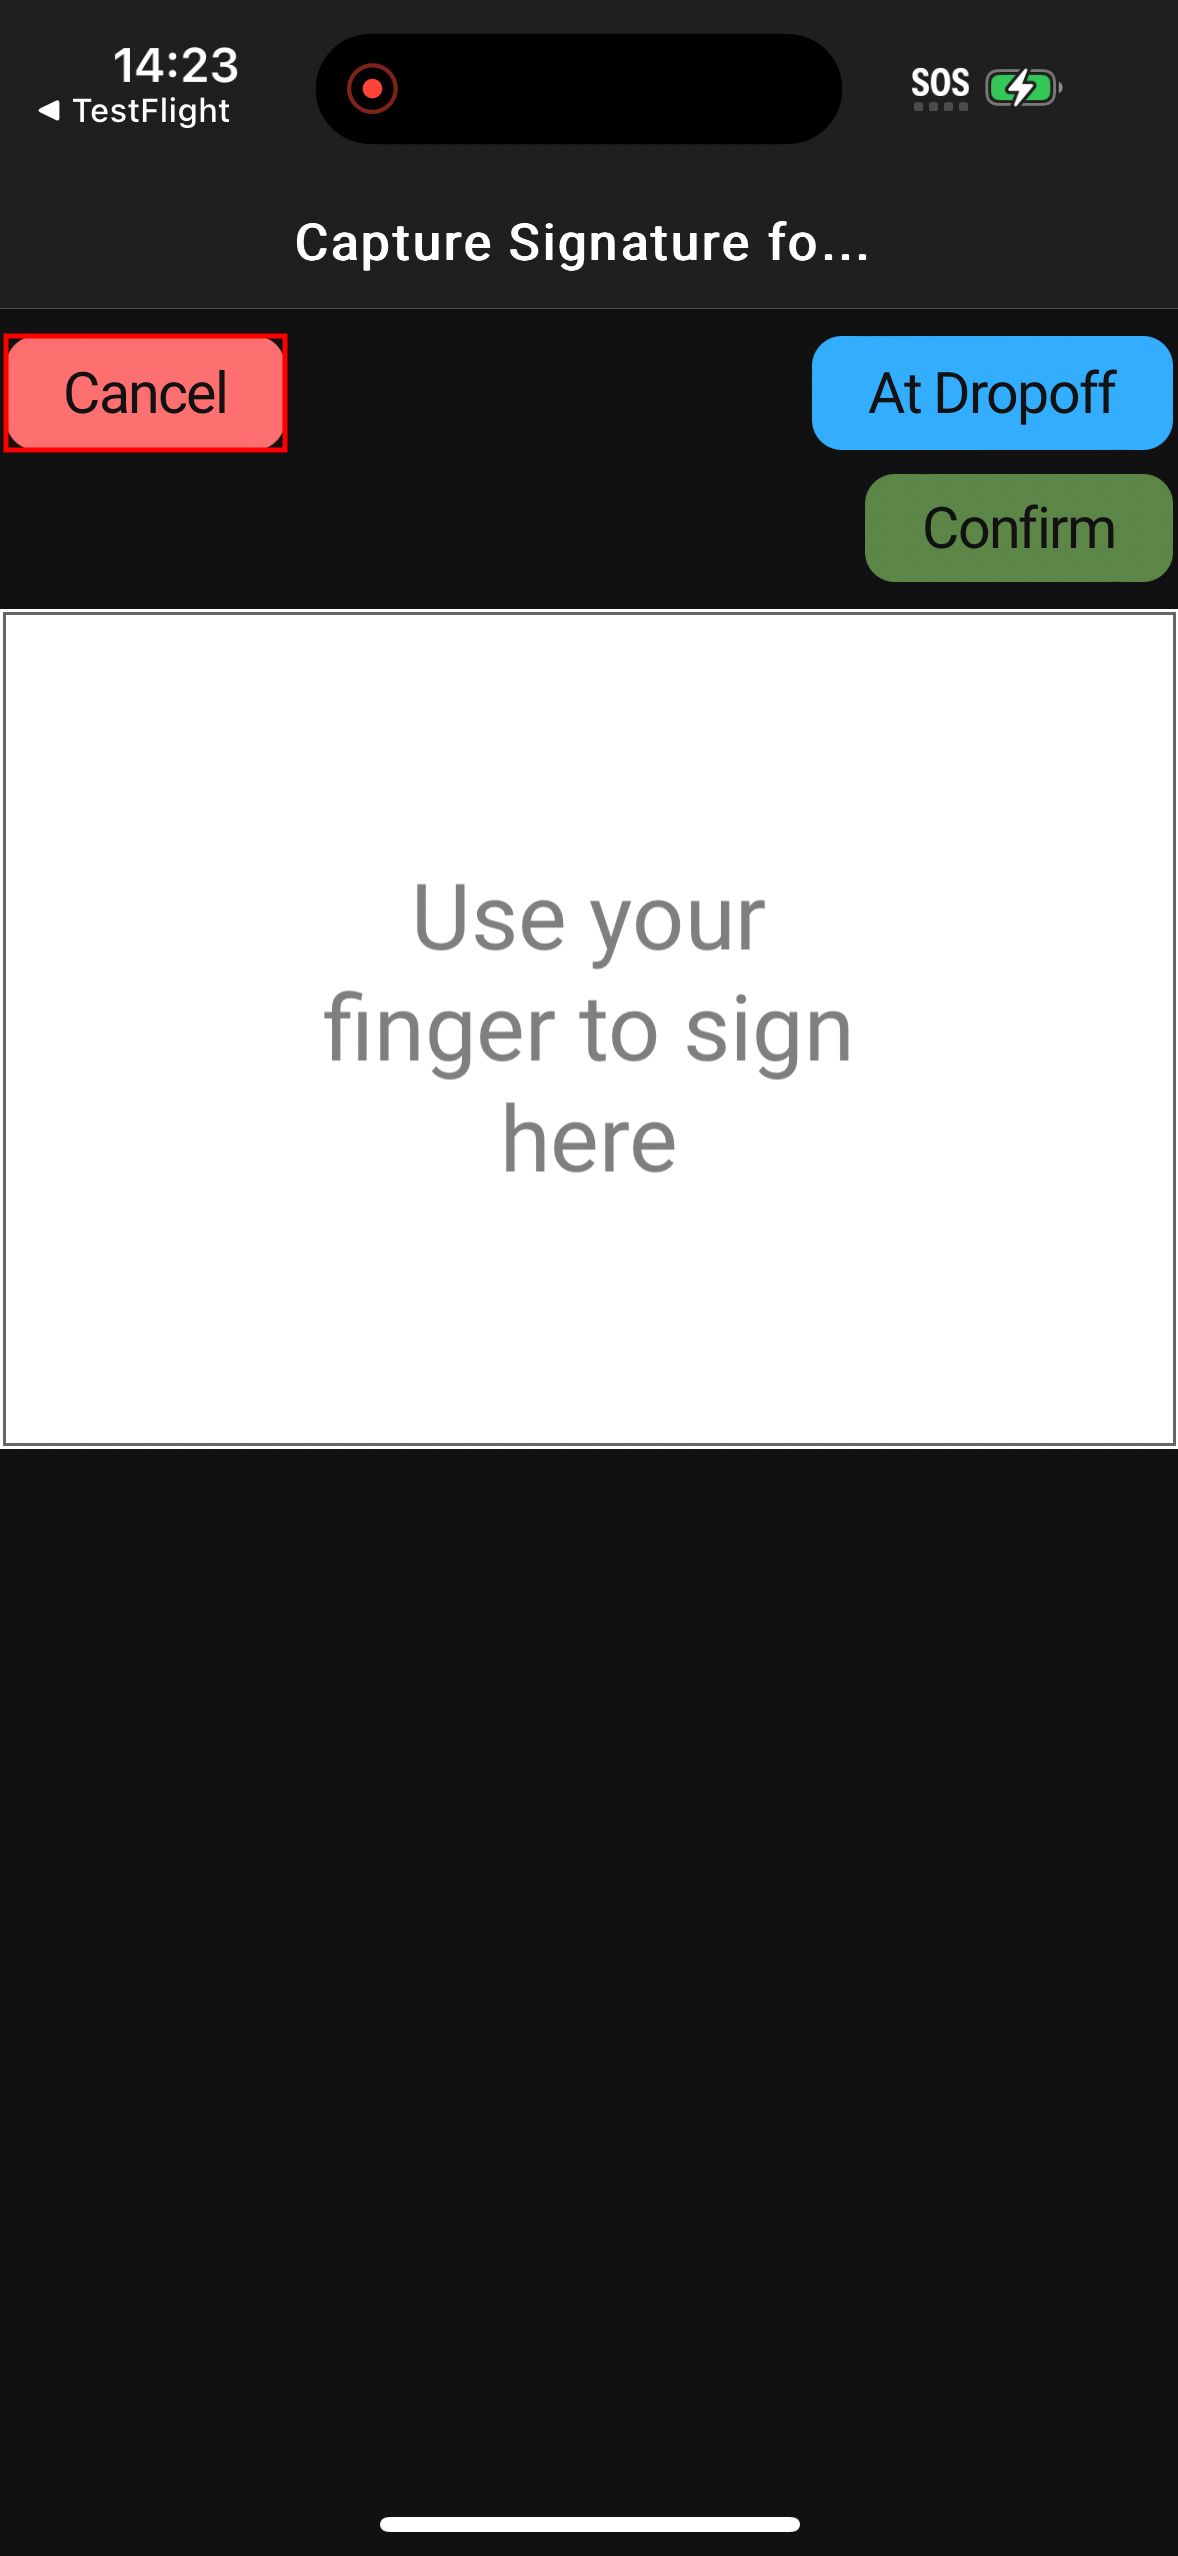 14:23
SOS
TestFlight
Capture Signature fo...
Cancel
At Dropoff
Confirm
Use your
finger to sign
here